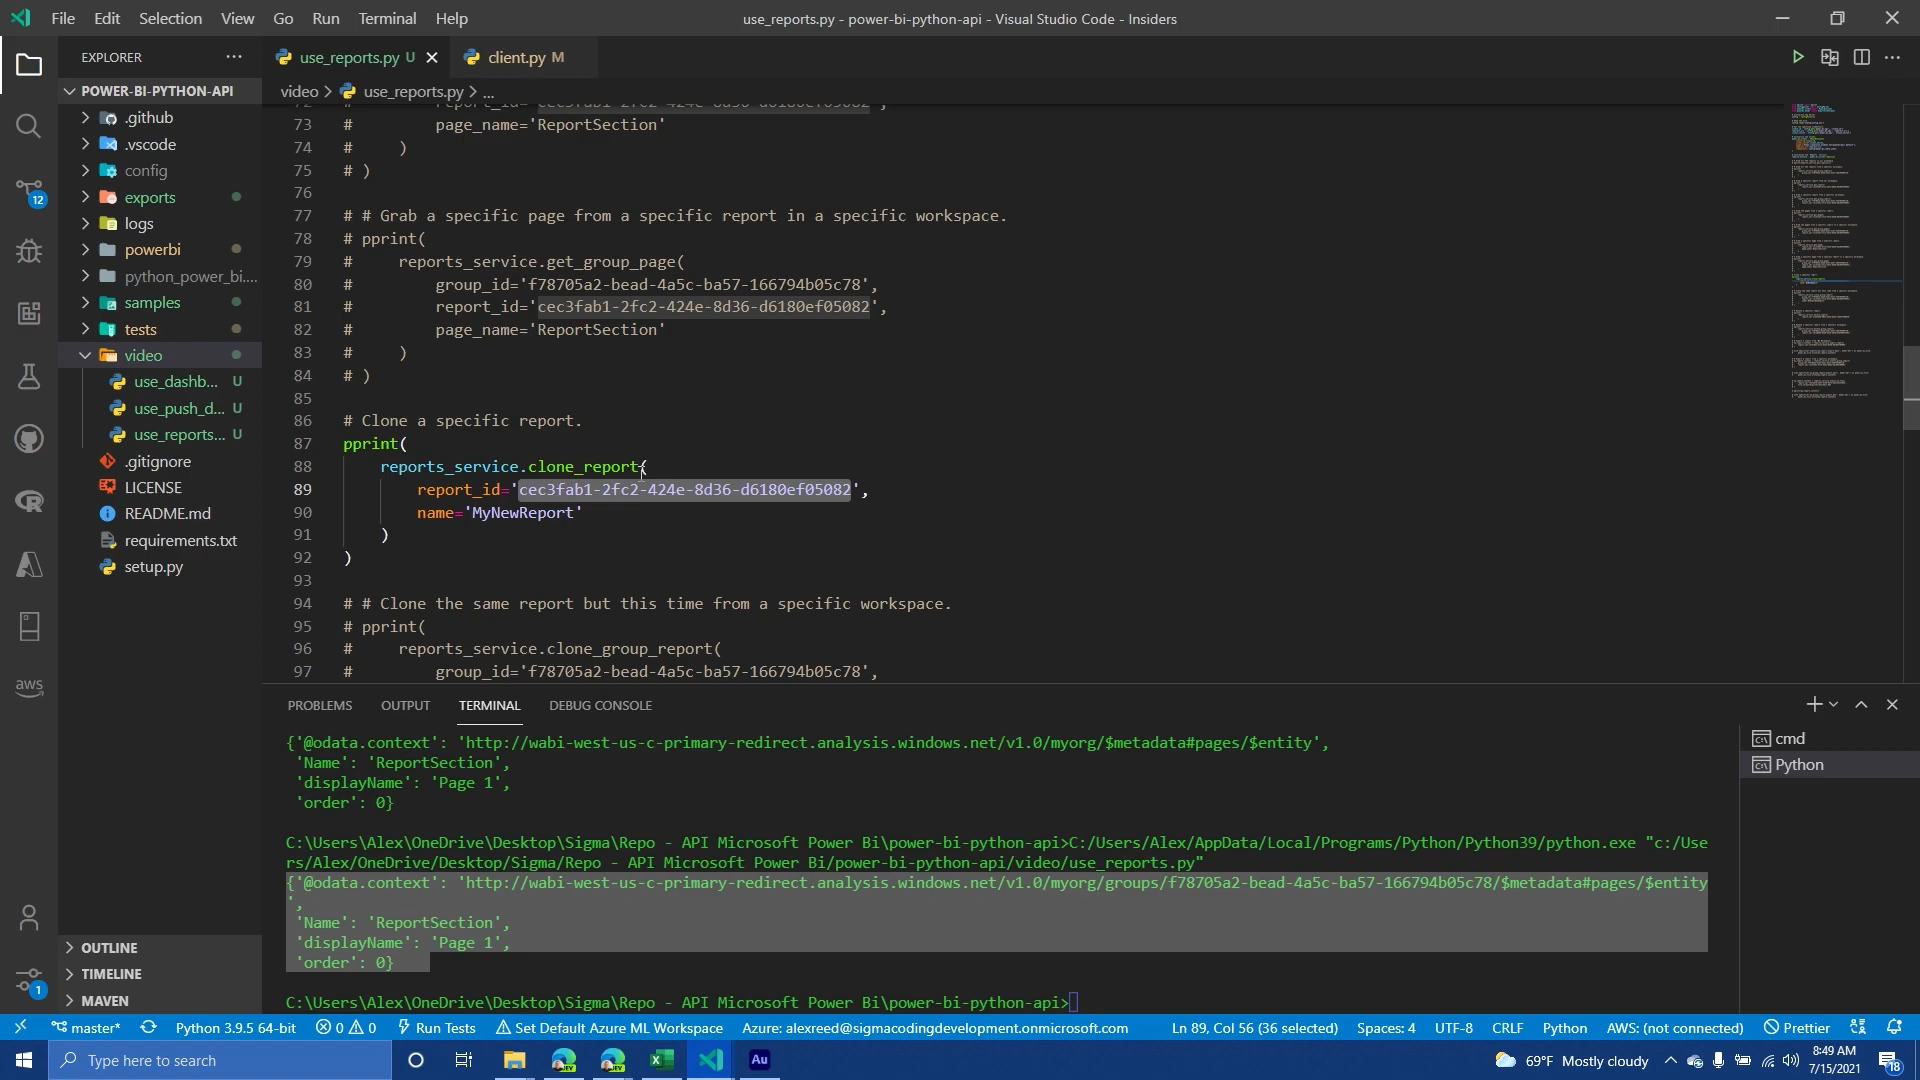 File Edit Selection View Go Run Terminal Help
use_reports.py - power-bi-python-api - Visual Studio Code - Insiders
EXPLORER
use_reports.py U
client.py M
POWER-BI-PYTHON-API
video > use_reports.py > ...
.github
.vscode
config
exports
logs
powerbi
python_power_bi....
samples
tests
video
use_dashb... U
use_push_d... U
use_reports... U
.gitignore
LICENSE
README.md
requirements.txt
setup.py
OUTLINE
TIMELINE
MAVEN
12
aws
1
72 # report_id='cec3fab1-2fc2-424e-8d36-d6180ef05082',
73 # page_name='ReportSection'
74 # )
75 # )
76
77 # # Grab a specific page from a specific report in a specific workspace.
78 # pprint(
79 # reports_service.get_group_page(
80 # group_id='f78705a2-bead-4a5c-ba57-166794b05c78',
81 # report_id='cec3fab1-2fc2-424e-8d36-d6180ef05082',
82 # page_name='ReportSection'
83 # )
84 # )
85
86 # Clone a specific report.
87 pprint(
88 reports_service.clone_report(
89 report_id='cec3fab1-2fc2-424e-8d36-d6180ef05082',
90 name='MyNewReport'
91 )
92 )
93
94 # # Clone the same report but this time from a specific workspace.
95 # pprint(
96 # reports_service.clone_group_report(
97 # group_id='f78705a2-bead-4a5c-ba57-166794b05c78',
PROBLEMS OUTPUT TERMINAL DEBUG CONSOLE
{'@odata.context': 'http://wabi-west-us-c-primary-redirect.analysis.windows.net/v1.0/myorg/$metadata#pages/$entity',
'Name': 'ReportSection',
'displayName': 'Page 1',
'order': 0}
C:\Users\Alex\OneDrive\Desktop\Sigma\Repo - API Microsoft Power Bi\power-bi-python-api>C:/Users/Alex/AppData/Local/Programs/Python/Python39/python.exe "c:/Use
rs/Alex/OneDrive/Desktop/Sigma/Repo - API Microsoft Power Bi/power-bi-python-api/video/use_reports.py"
{'@odata.context': 'http://wabi-west-us-c-primary-redirect.analysis.windows.net/v1.0/myorg/groups/f78705a2-bead-4a5c-ba57-166794b05c78/$metadata#pages/$entity
',
'Name': 'ReportSection',
'displayName': 'Page 1',
'order': 0}
C:\Users\Alex\OneDrive\Desktop\Sigma\Repo - API Microsoft Power Bi\power-bi-python-api>
cmd
Python
master* Python 3.9.5 64-bit 0 0 Run Tests Set Default Azure ML Workspace Azure: alexreed@sigmacodingdevelopment.onmicrosoft.com Ln 89, Col 56 (36 selected) Spaces: 4 UTF-8 CRLF Python AWS: (not connected) Prettier
Type here to search
DEV
DEV
Au
69°F Mostly cloudy
8:49 AM
7/15/2021
18